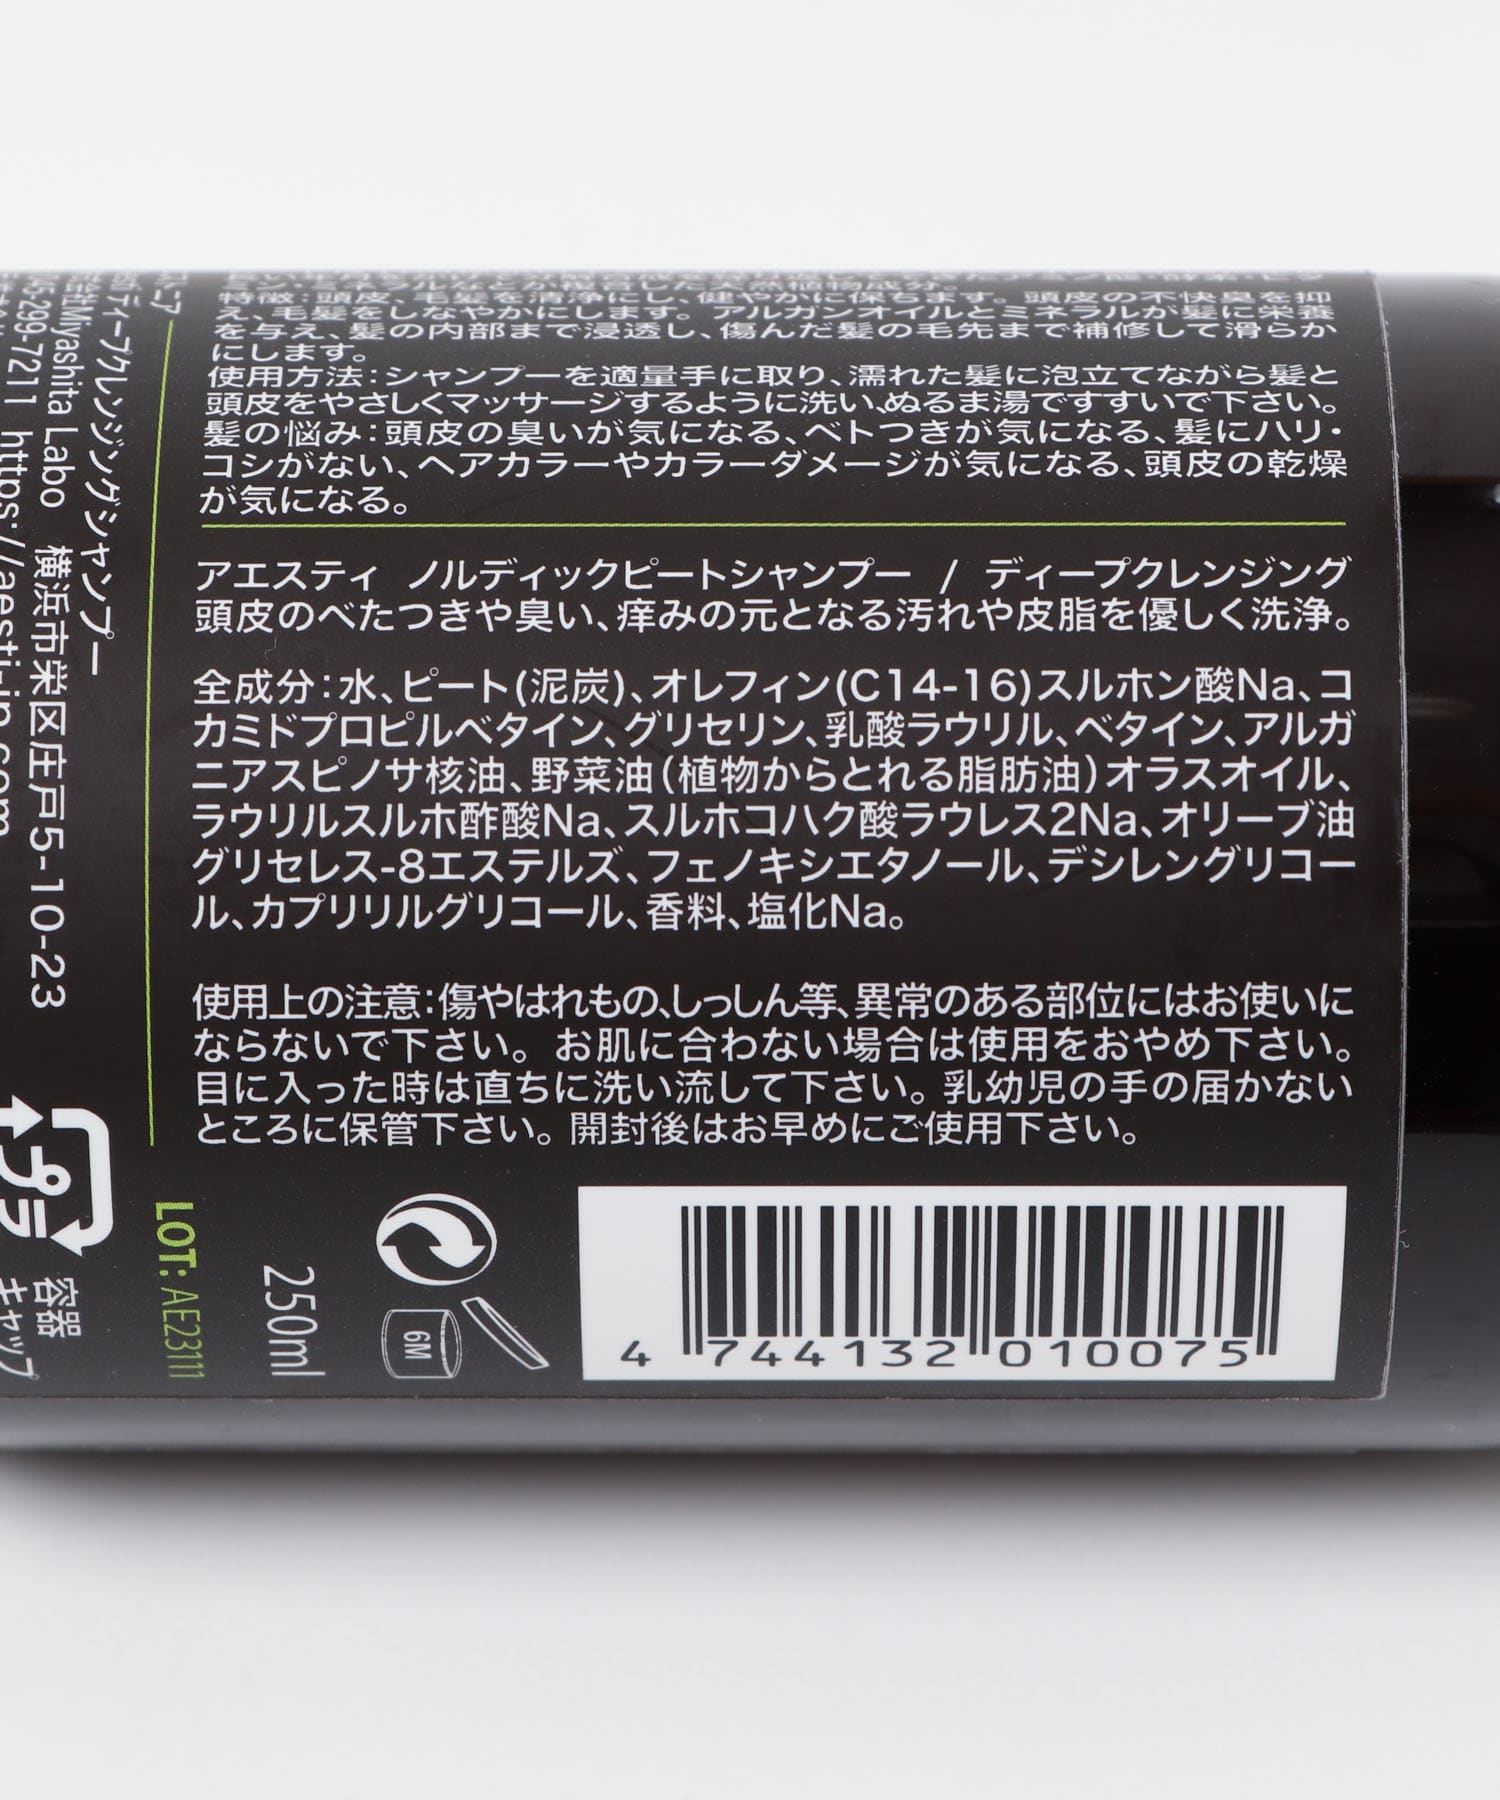 ミン・ミネラルなどが複合した天然植物成分。
特徴：頭皮、毛髪を清浄にし、健やかに保ちます。頭皮の不快臭を抑
え、毛髪をしなやかにします。アルガンオイルとミネラルが髪に栄養
を与え、髪の内部まで浸透し、傷んだ髪の毛先まで補修して滑らか
にします。
使用方法：シャンプーを適量手に取り、濡れた髪に泡立てながら髪と
頭皮をやさしくマッサージするように洗い、ぬるま湯ですすいで下さい。
髪の悩み：頭皮の臭いが気になる、ベトつきが気になる、髪にハリ・
コシがない、ヘアカラーやカラーダメージが気になる、頭皮の乾燥
が気になる。
アエスティ ノルディックピートシャンプー / ディープクレンジング
頭皮のべたつきや臭い、痒みの元となる汚れや皮脂を優しく洗浄。
全成分：水、ピート(泥炭)、オレフィン(C14-16)スルホン酸Na、コ
カミドプロピルベタイン、グリセリン、乳酸ラウリル、ベタイン、アルガ
ニアスピノサ核油、野菜油（植物からとれる脂肪油）オラスオイル、
ラウリルスルホ酢酸Na、スルホコハク酸ラウレス2Na、オリーブ油
グリセレス-8エステルズ、フェノキシエタノール、デシレングリコー
ル、カプリリルグリコール、香料、塩化Na。
使用上の注意：傷やはれもの、しっしん等、異常のある部位にはお使いに
ならないで下さい。 お肌に合わない場合は使用をおやめ下さい。
目に入った時は直ちに洗い流して下さい。乳幼児の手の届かない
ところに保管下さい。開封後はお早めにご使用下さい。
ディープクレンジングシャンプー
Miyashita Labo 横浜市栄区庄戸5-10-23
45-299-7211 https://aesti-jp.com
プラ
容器
キャップ
LOT: AE23111
250ml
6M
4 744132 010075